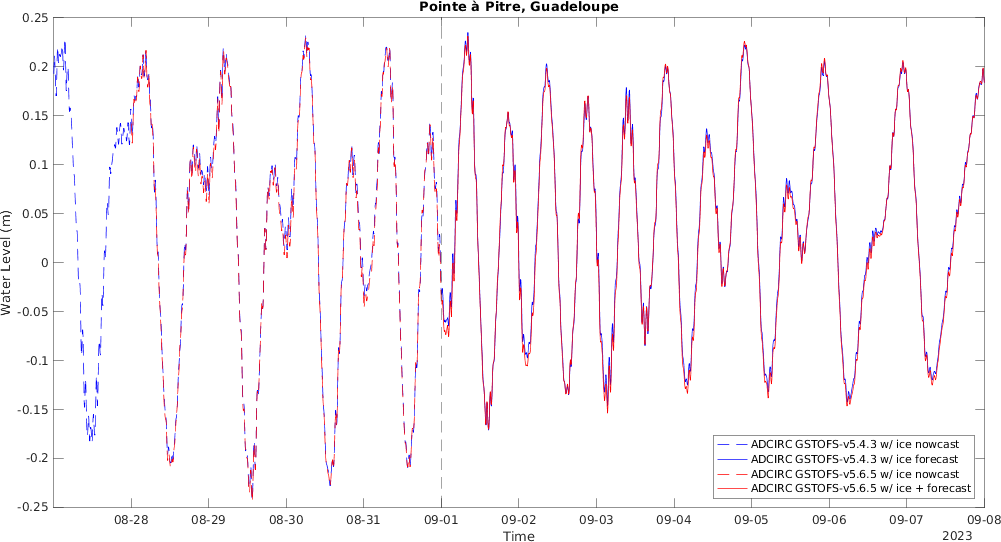 Pointe à Pitre, Guadeloupe
0.25
0.2
0.15
0.1
0.05
0
-0.05
-0.1
-0.15
-0.2
-0.25
Water Level (m)
ADCIRC GSTOFS-v5.4.3 w/ ice nowcast
ADCIRC GSTOFS-v5.4.3 w/ ice forecast
ADCIRC GSTOFS-v5.6.5 w/ ice nowcast
ADCIRC GSTOFS-v5.6.5 w/ ice + forecast
08-28 08-29 08-30 08-31 09-01 09-02 09-03 09-04 09-05 09-06 09-07 09-08
Time
2023